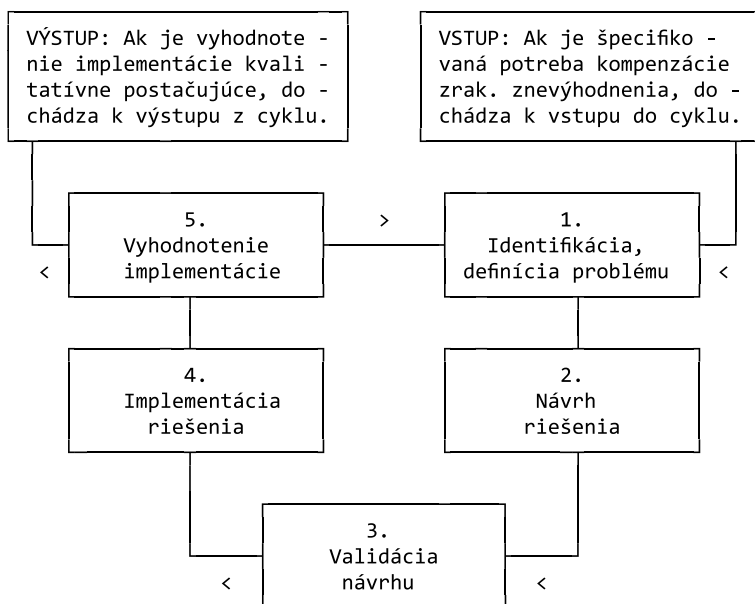 VÝSTUP: Ak je vyhodnote -
nie implementácie kvali -
tatívne postačujúce, do -
chádza k výstupu z cyklu.
VSTUP: Ak je špecifiko -
vaná potreba kompenzácie
zrak. znevýhodnenia, do -
chádza k vstupu do cyklu.
5.
Vyhodnotenie
implementácie
>
1.
Identifikácia,
definícia problému
<
<
4.
Implementácia
riešenia
2.
Návrh
riešenia
3.
Validácia
návrhu
<
<